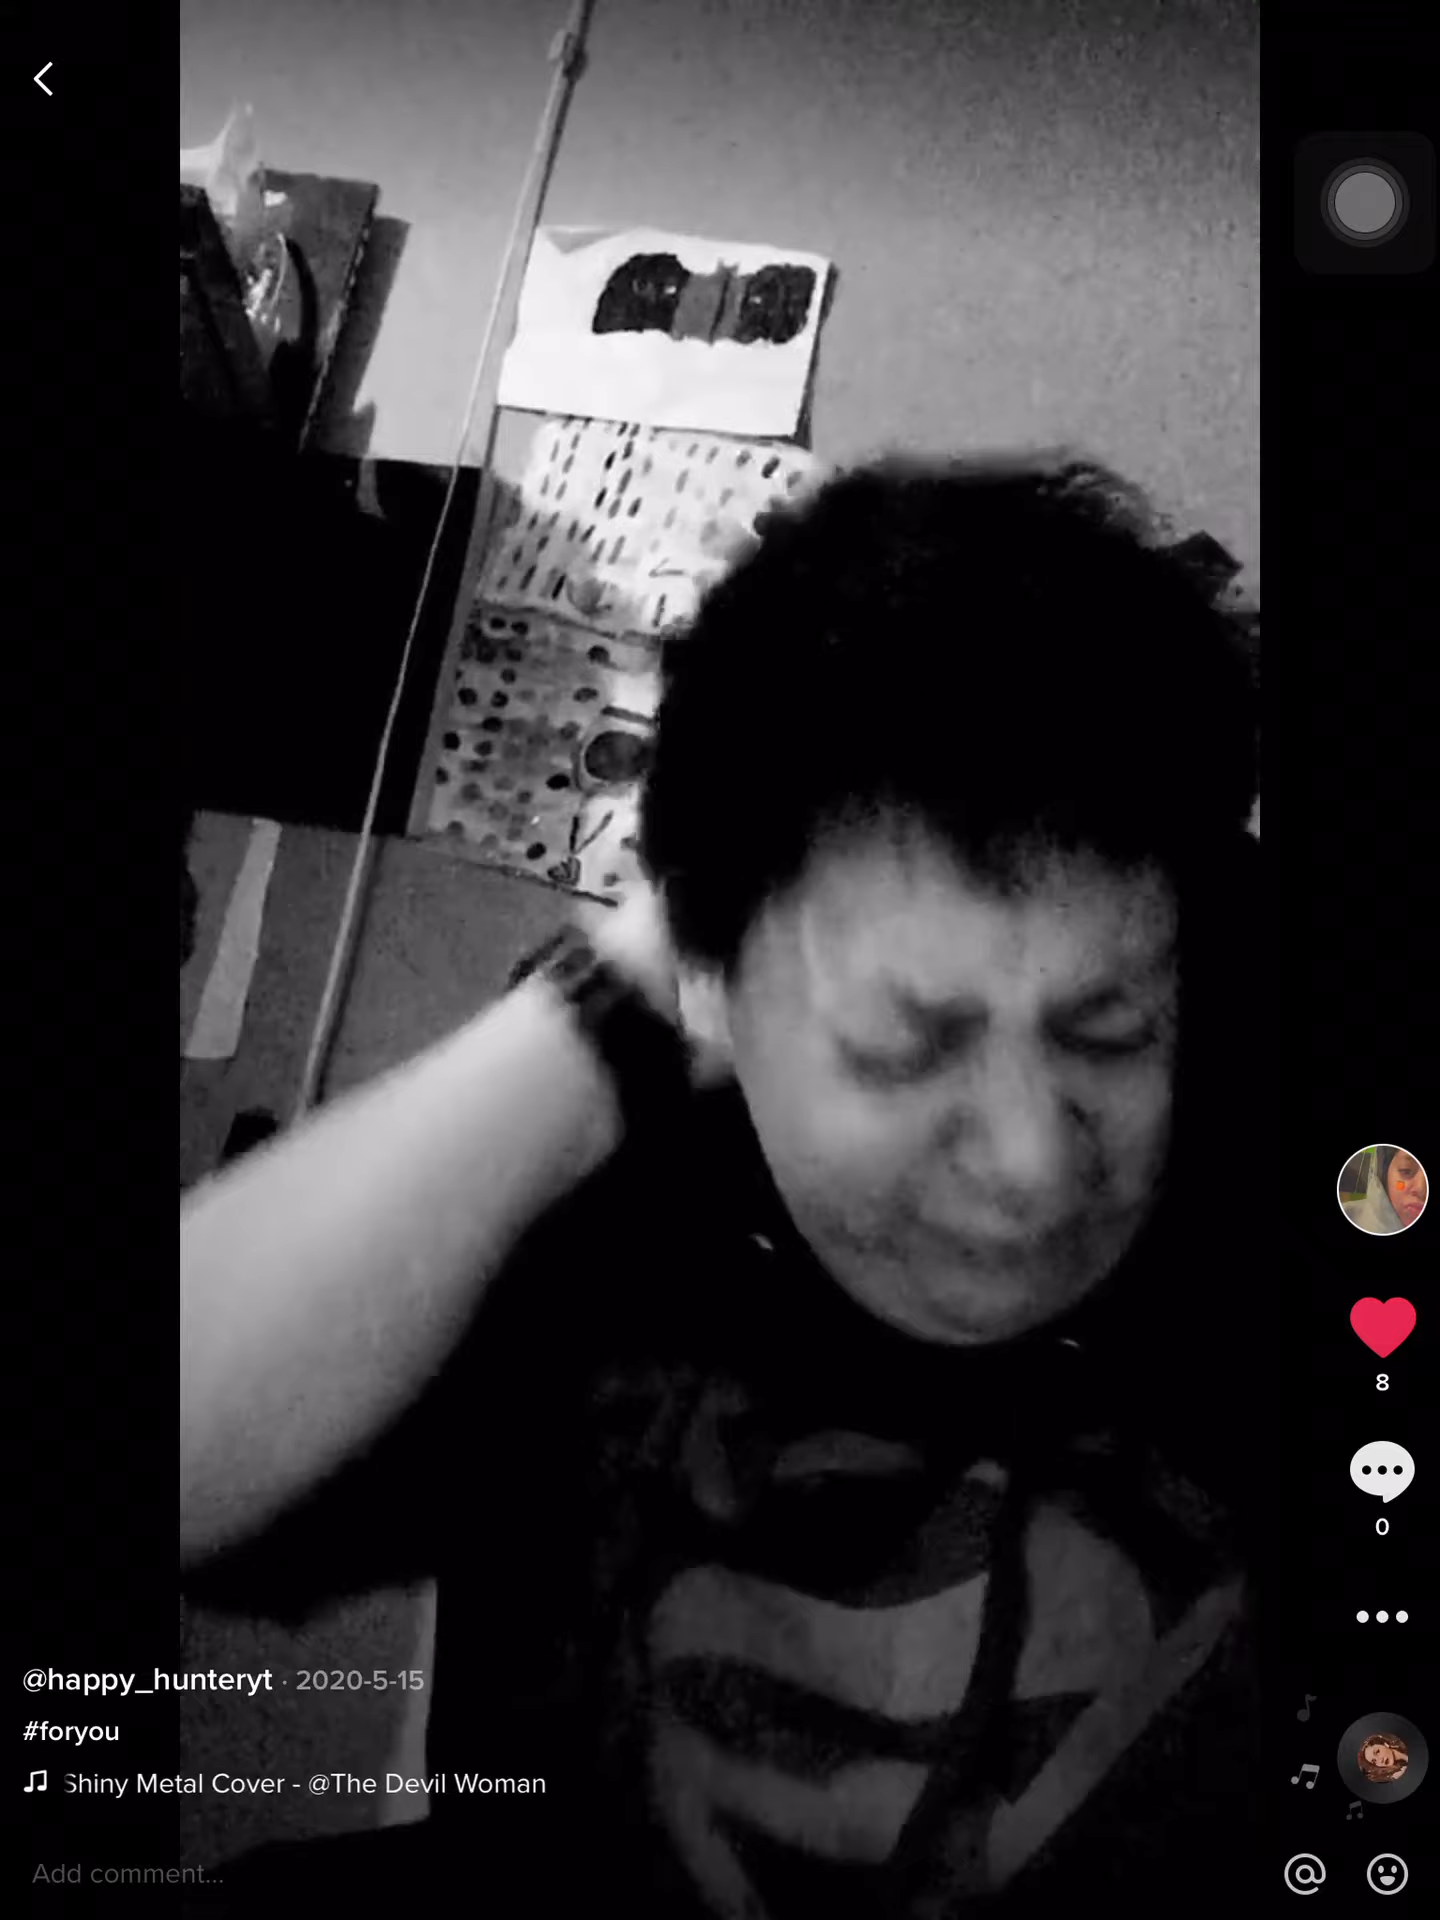 8
0
@happy_hunteryt · 2020-5-15
#foryou
Shiny Metal Cover - @The Devil Woman
Add comment...